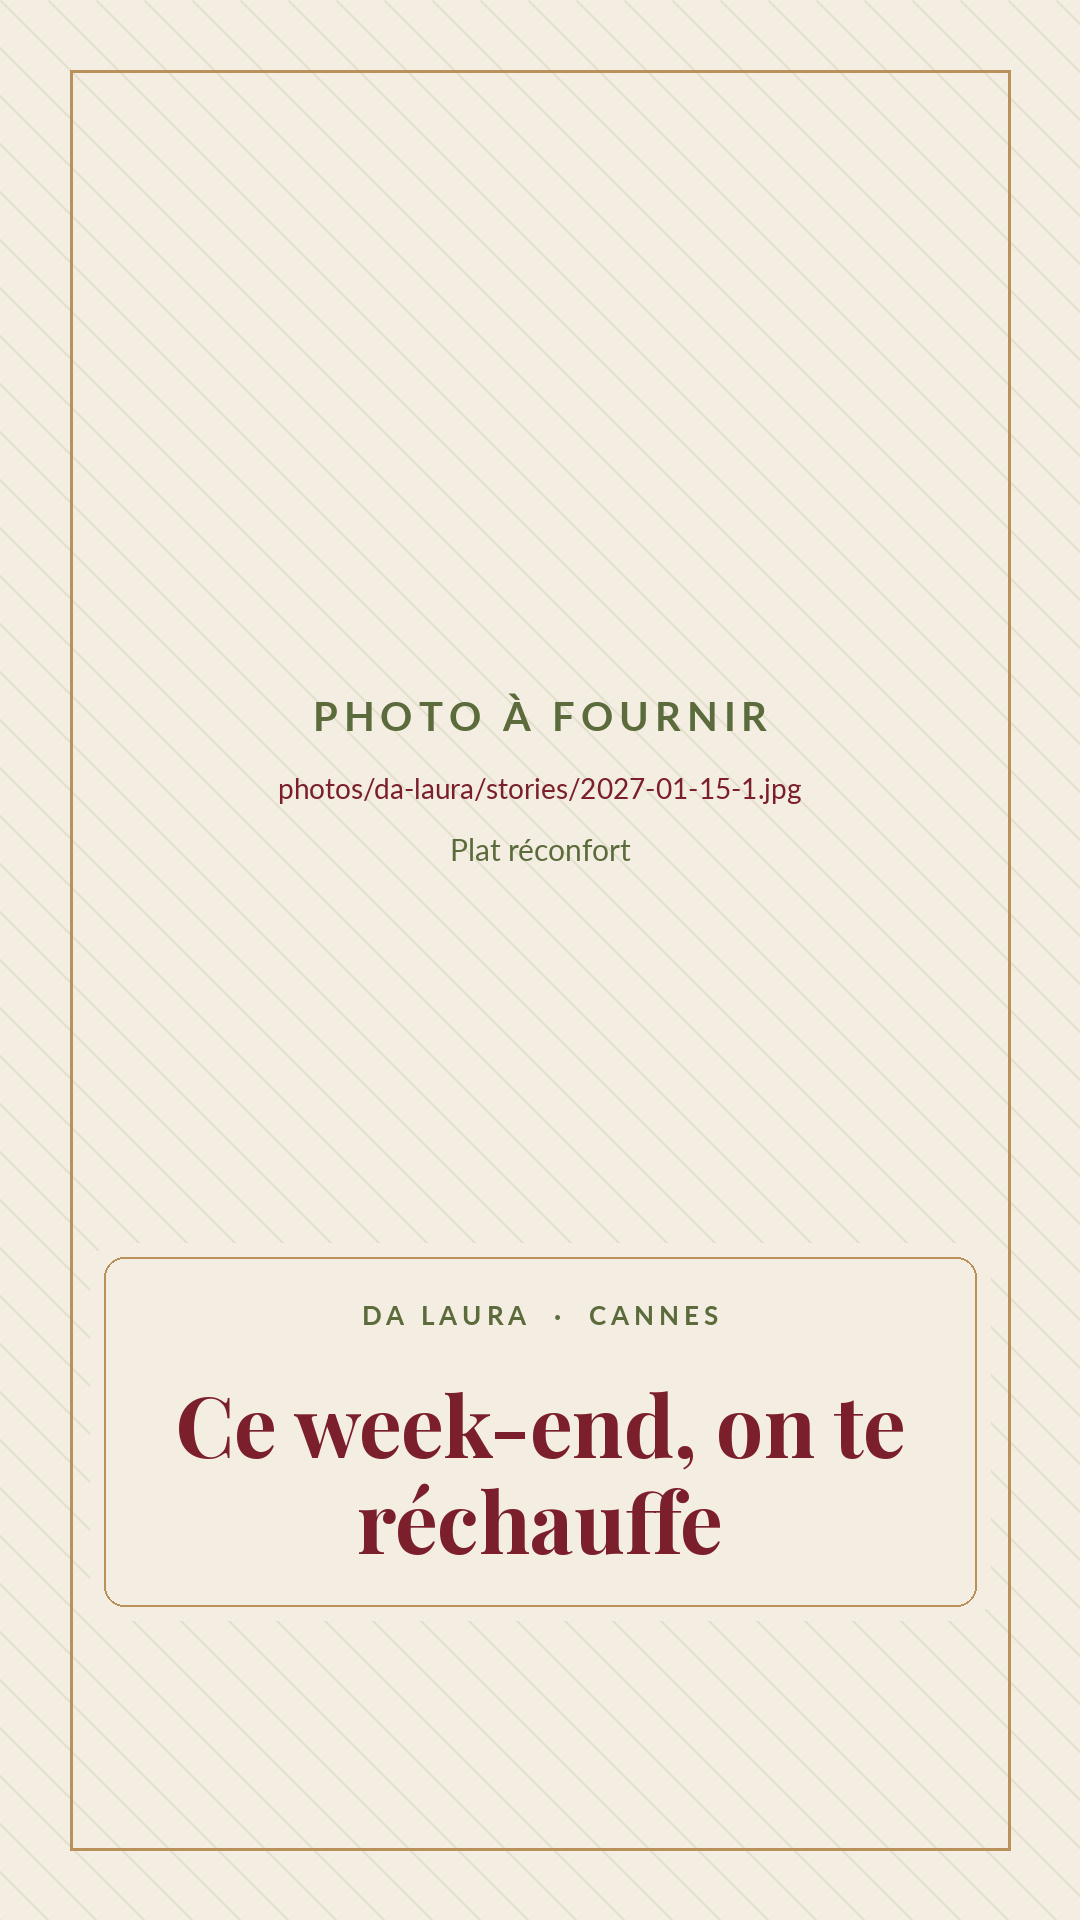 PHOTO À FOURNIR
photos/da-laura/stories/2027-01-15-1.jpg
Plat réconfort
DA LAURA · CANNES
Ce week-end, on te
réchauffe